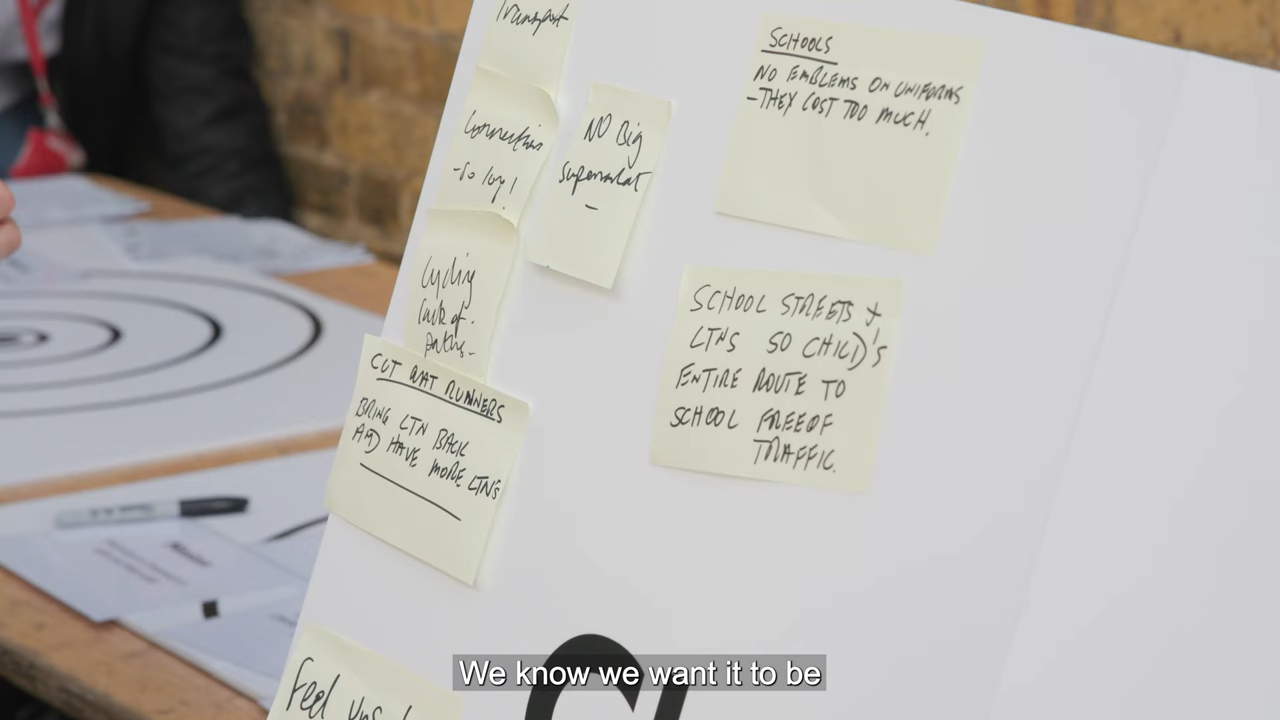 Transport
Connections
-So long!
Cycling
lack of.
paths-
CUT RAT RUNNERS
BRING LTN BACK
AND HAVE MORE LTNS
Feel
NO Big
Supermarket
-
SCHOOLS
NO EMBLEMS ON UNIFORMS
-THEY COST TOO MUCH.
SCHOOL STREETS +
LTNS SO CHILD'S
ENTIRE ROUTE TO
SCHOOL FREE OF
TRAFFIC.
We know we want it to be